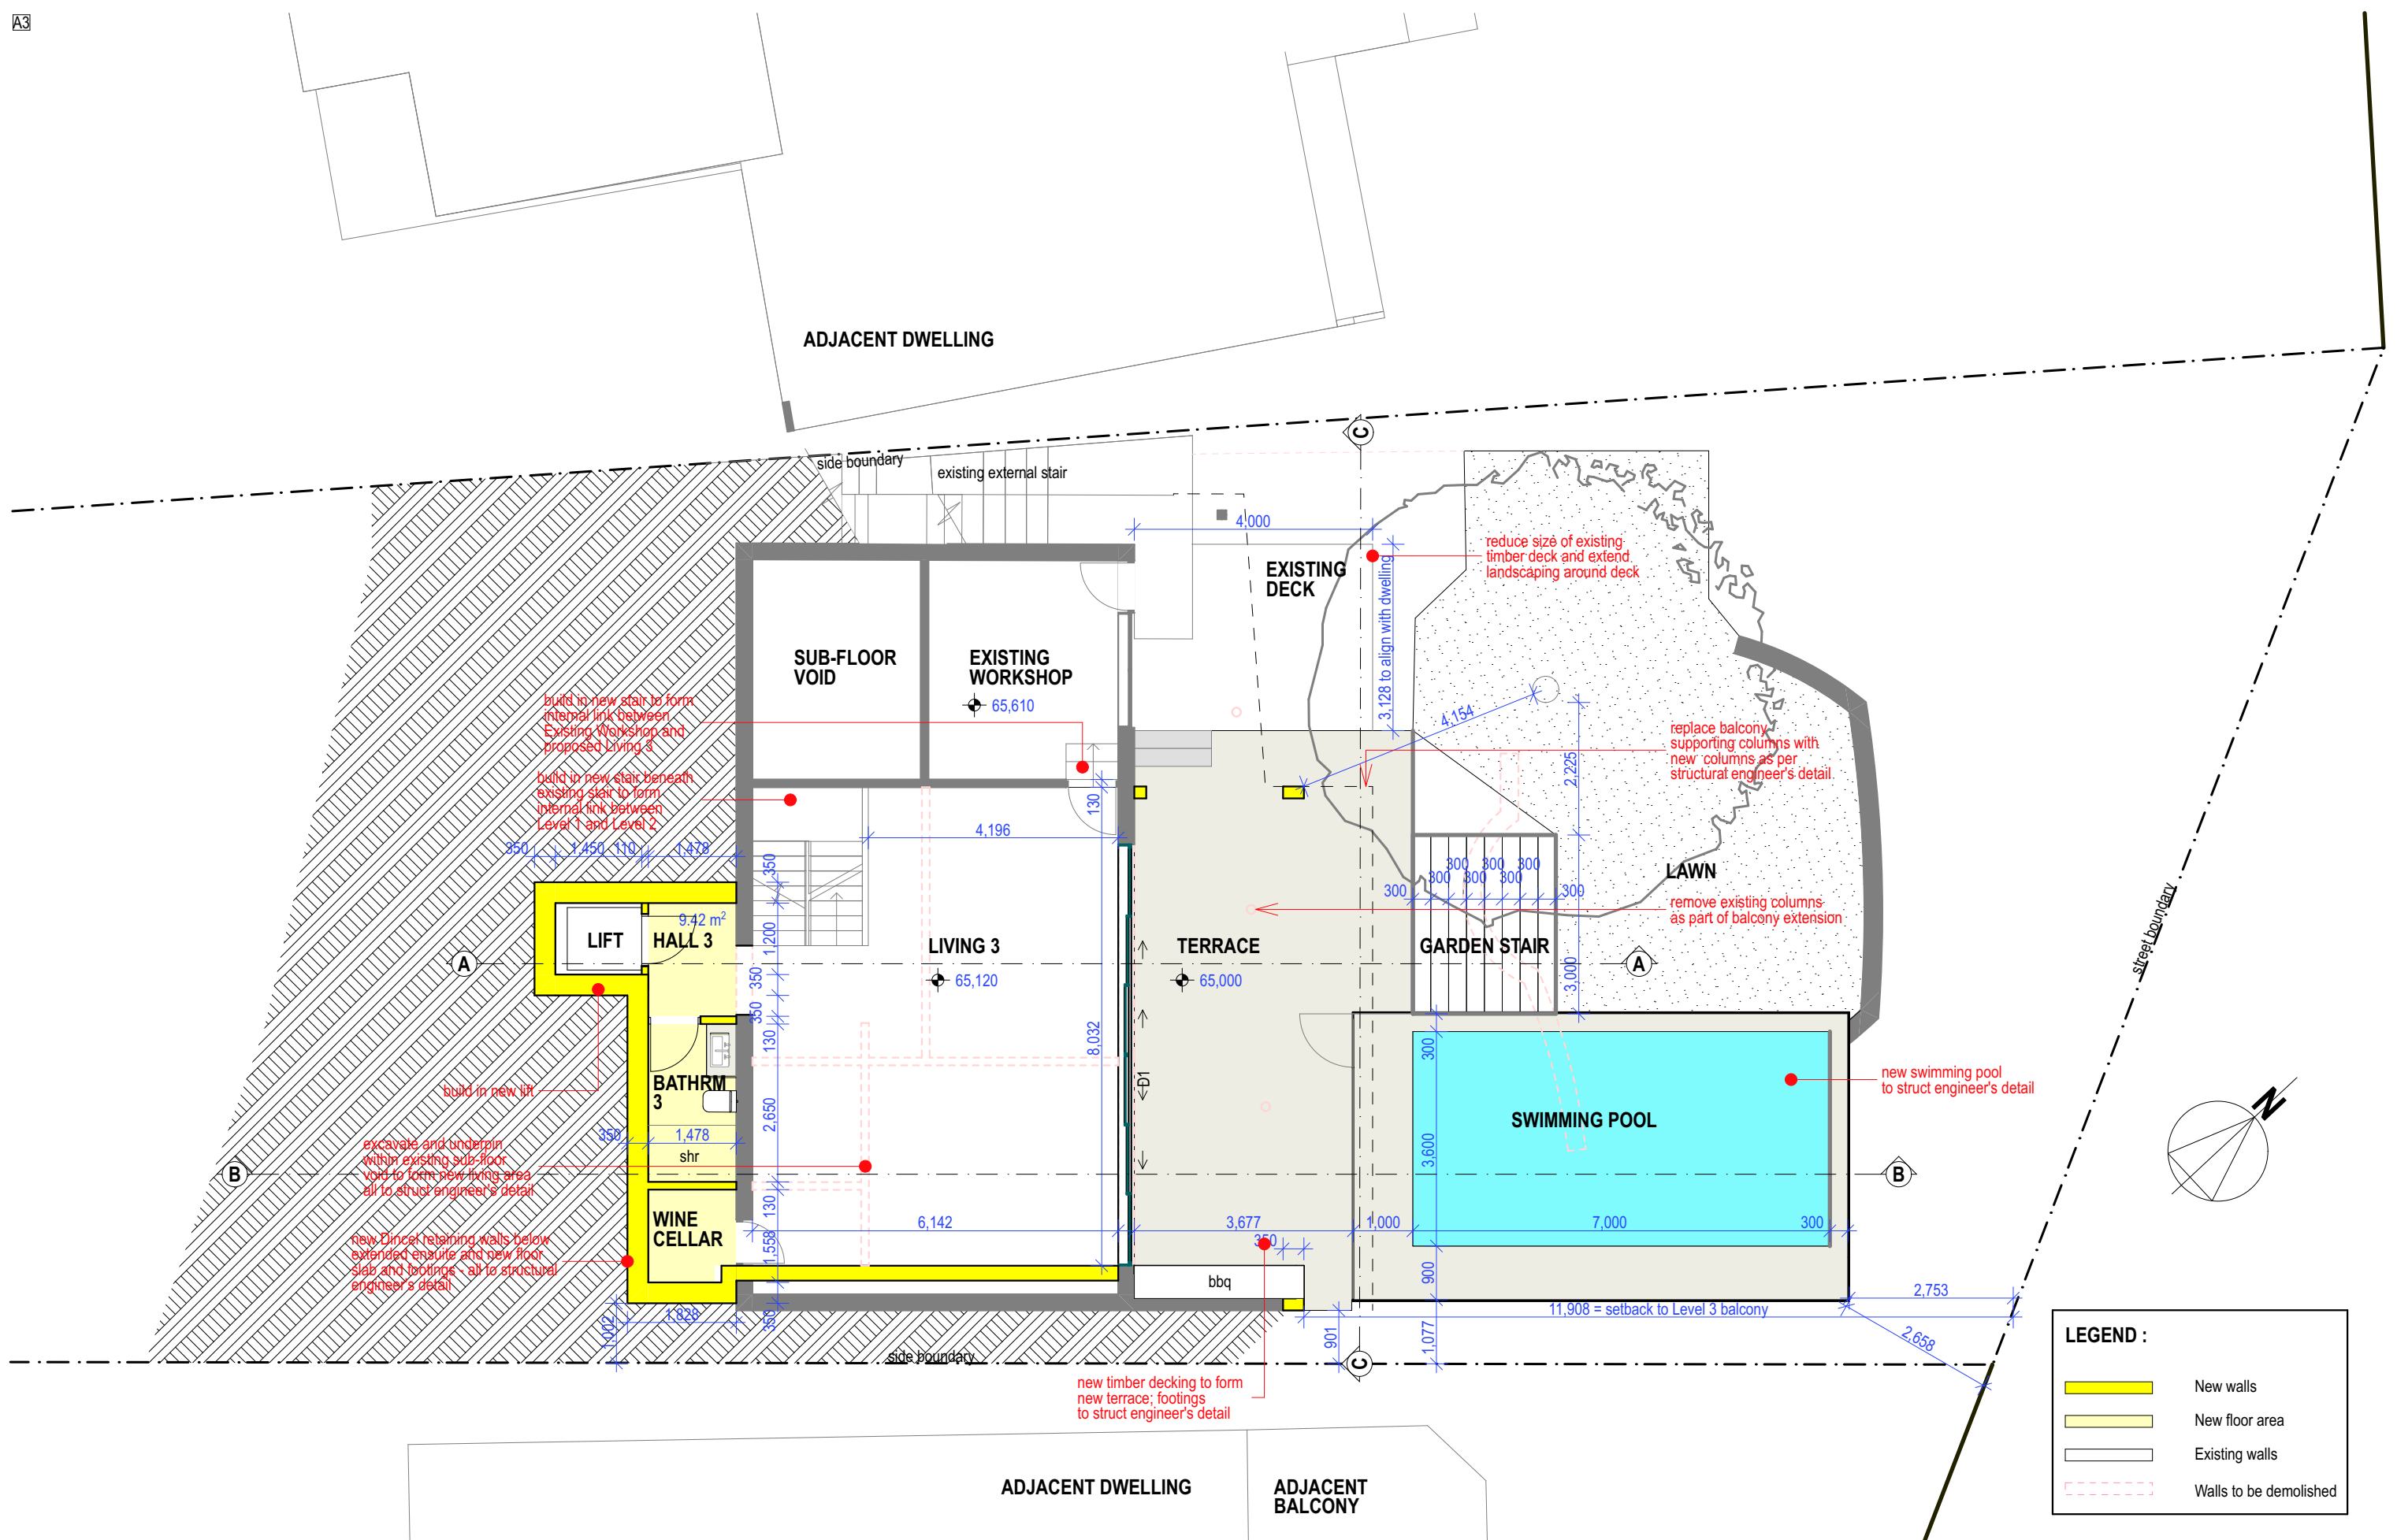 A3
ADJACENT DWELLING
C
side boundary
existing external stair
4,000
EXISTING
DECK
3,128 to align with dwelling
reduce size of existing
timber deck and extend
landscaping around deck
SUB-FLOOR
VOID
EXISTING
WORKSHOP
65,610
4,154
2,225
build in new stair to form
internal link between
Existing Workshop and
proposed Living 3
replace balcony
supporting columns with
new columns as per
structural engineer's detail
build in new stair beneath
existing stair to form
internal link between
Level 1 and Level 2
130
4,196
350
1,450
110
1,478
350
300
300
300
300
300
300
300
300
LAWN
remove existing columns
as part of balcony extension
9.42 m²
LIFT
HALL 3
1,200
LIVING 3
TERRACE
GARDEN STAIR
street boundary
A
A
350
65,120
65,000
3,000
350
130
8,032
300
D1
build in new lift
BATHRM
3
2,650
new swimming pool
to struct engineer's detail
N
SWIMMING POOL
350
1,478
3,600
excavate and underpin
within existing sub-floor
void to form new living area
all to struct engineer's detail
shr
B
B
130
WINE
CELLAR
6,142
3,677
1,000
7,000
300
new Dincel retaining walls below
extended ensuite and new floor
slab and footings - all to structural
engineer's detail
1,558
350
900
bbq
2,753
11,908 = setback to Level 3 balcony
1,002
1,828
350
901
1,077
2,658
side boundary
C
new timber decking to form
new terrace; footings
to struct engineer's detail
ADJACENT DWELLING
ADJACENT
BALCONY
LEGEND :
New walls
New floor area
Existing walls
Walls to be demolished